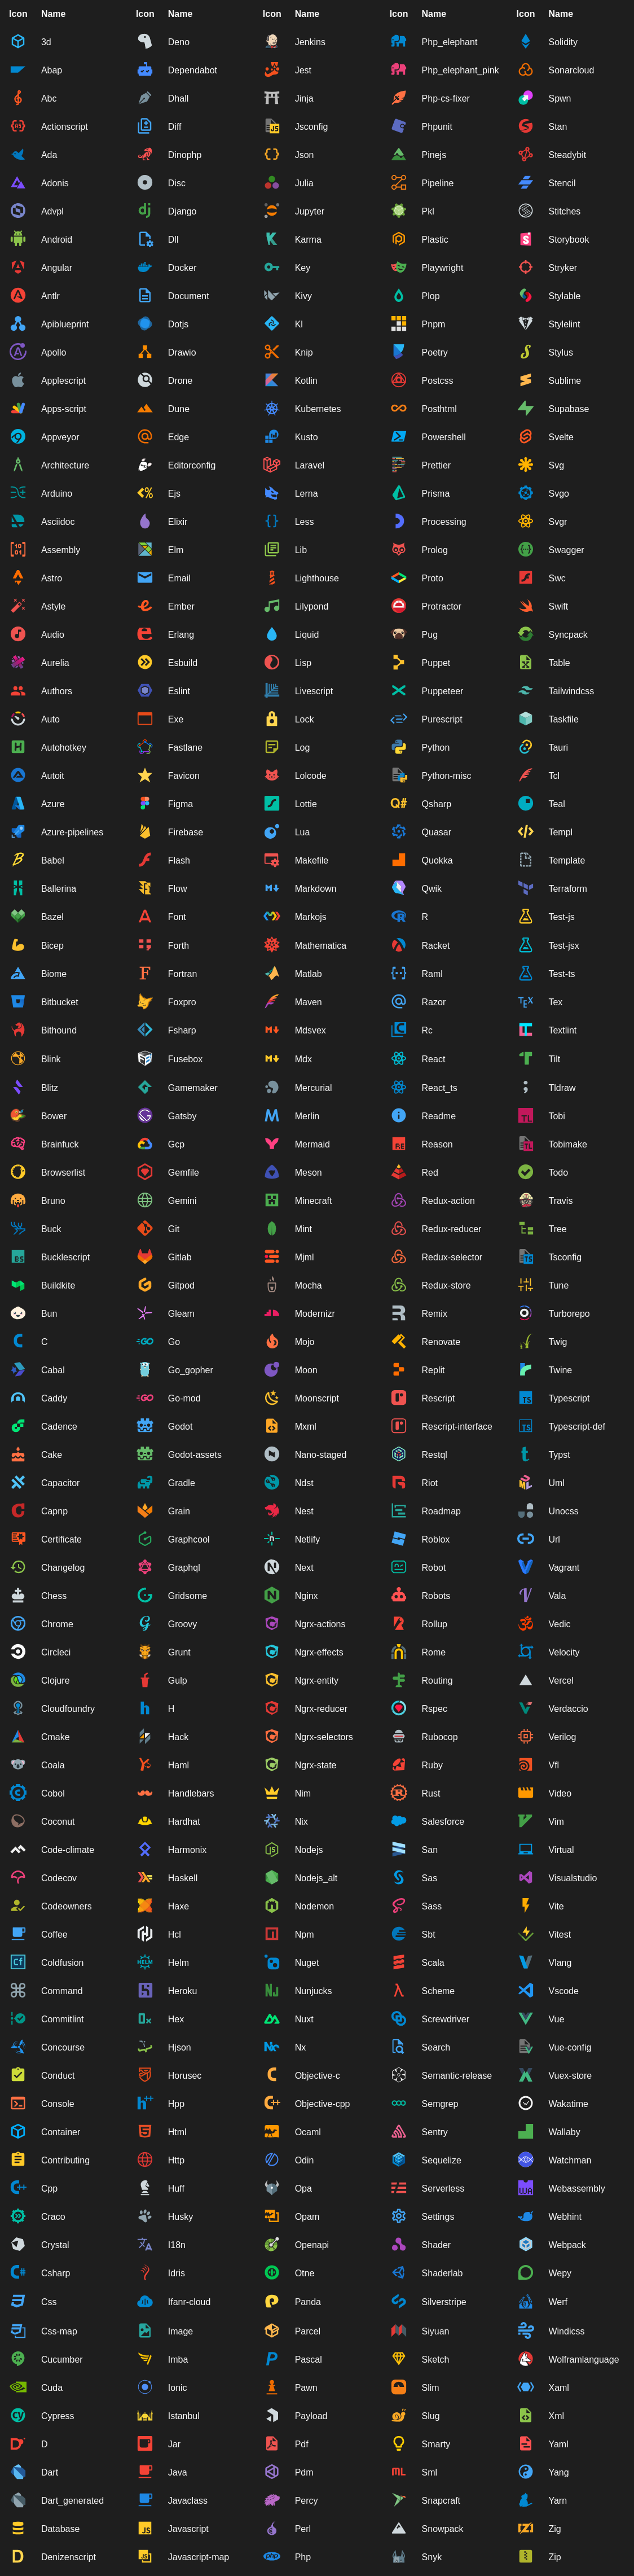 Icon Name Icon Name Icon Name Icon Name Icon Name
3d Deno Jenkins Php_elephant Solidity
Abap Dependabot Jest Php_elephant_pink Sonarcloud
Abc Dhall Jinja Php-cs-fixer Spwn
Actionscript Diff Jsconfig Phpunit Stan
Ada Dinophp Json Pinejs Steadybit
Adonis Disc Julia Pipeline Stencil
Advpl Django Jupyter Pkl Stitches
Android Dll Karma Plastic Storybook
Angular Docker Key Playwright Stryker
Antlr Document Kivy Plop Stylable
Apiblueprint Dotjs Kl Pnpm Stylelint
Apollo Drawio Knip Poetry Stylus
Applescript Drone Kotlin Postcss Sublime
Apps-script Dune Kubernetes Posthtml Supabase
Appveyor Edge Kusto Powershell Svelte
Architecture Editorconfig Laravel Prettier Svg
Arduino Ejs Lerna Prisma Svgo
Asciidoc Elixir Less Processing Svgr
Assembly Elm Lib Prolog Swagger
Astro Email Lighthouse Proto Swc
Astyle Ember Lilypond Protractor Swift
Audio Erlang Liquid Pug Syncpack
Aurelia Esbuild Lisp Puppet Table
Authors Eslint Livescript Puppeteer Tailwindcss
Auto Exe Lock Purescript Taskfile
Autohotkey Fastlane Log Python Tauri
Autoit Favicon Lolcode Python-misc Tcl
Azure Figma Lottie Qsharp Teal
Azure-pipelines Firebase Lua Quasar Templ
Babel Flash Makefile Quokka Template
Ballerina Flow Markdown Qwik Terraform
Bazel Font Markojs R Test-js
Bicep Forth Mathematica Racket Test-jsx
Biome Fortran Matlab Raml Test-ts
Bitbucket Foxpro Maven Razor Tex
Bithound Fsharp Mdsvex Rc Textlint
Blink Fusebox Mdx React Tilt
Blitz Gamemaker Mercurial React_ts Tldraw
Bower Gatsby Merlin Readme Tobi
Brainfuck Gcp Mermaid Reason Tobimake
Browserlist Gemfile Meson Red Todo
Bruno Gemini Minecraft Redux-action Travis
Buck Git Mint Redux-reducer Tree
Bucklescript Gitlab Mjml Redux-selector Tsconfig
Buildkite Gitpod Mocha Redux-store Tune
Bun Gleam Modernizr Remix Turborepo
C Go Mojo Renovate Twig
Cabal Go_gopher Moon Replit Twine
Caddy Go-mod Moonscript Rescript Typescript
Cadence Godot Mxml Rescript-interface Typescript-def
Cake Godot-assets Nano-staged Restql Typst
Capacitor Gradle Ndst Riot Uml
Capnp Grain Nest Roadmap Unocss
Certificate Graphcool Netlify Roblox Url
Changelog Graphql Next Robot Vagrant
Chess Gridsome Nginx Robots Vala
Chrome Groovy Ngrx-actions Rollup Vedic
Circleci Grunt Ngrx-effects Rome Velocity
Clojure Gulp Ngrx-entity Routing Vercel
Cloudfoundry H Ngrx-reducer Rspec Verdaccio
Cmake Hack Ngrx-selectors Rubocop Verilog
Coala Haml Ngrx-state Ruby Vfl
Cobol Handlebars Nim Rust Video
Coconut Hardhat Nix Salesforce Vim
Code-climate Harmonix Nodejs San Virtual
Codecov Haskell Nodejs_alt Sas Visualstudio
Codeowners Haxe Nodemon Sass Vite
Coffee Hcl Npm Sbt Vitest
Coldfusion Helm Nuget Scala Vlang
Command Heroku Nunjucks Scheme Vscode
Commitlint Hex Nuxt Screwdriver Vue
Concourse Hjson Nx Search Vue-config
Conduct Horusec Objective-c Semantic-release Vuex-store
Console Hpp Objective-cpp Semgrep Wakatime
Container Html Ocaml Sentry Wallaby
Contributing Http Odin Sequelize Watchman
Cpp Huff Opa Serverless Webassembly
Craco Husky Opam Settings Webhint
Crystal I18n Openapi Shader Webpack
Csharp Idris Otne Shaderlab Wepy
Css Ifanr-cloud Panda Silverstripe Werf
Css-map Image Parcel Siyuan Windicss
Cucumber Imba Pascal Sketch Wolframlanguage
Cuda Ionic Pawn Slim Xaml
Cypress Istanbul Payload Slug Xml
D Jar Pdf Smarty Yaml
Dart Java Pdm Sml Yang
Dart_generated Javaclass Percy Snapcraft Yarn
Database Javascript Perl Snowpack Zig
Denizenscript Javascript-map Php Snyk Zip